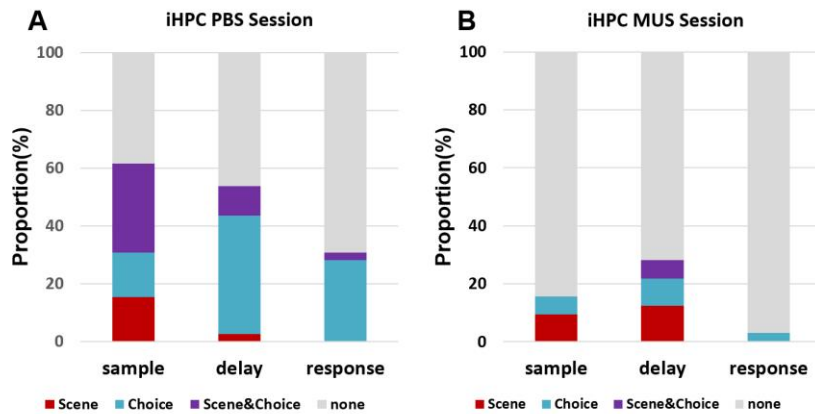 A
iHPC PBS Session
Proportion(%)
100
80
60
40
20
0
sample delay response
Scene Choice Scene&Choice none
B
iHPC MUS Session
Proportion(%)
100
80
60
40
20
0
sample delay response
Scene Choice Scene&Choice none